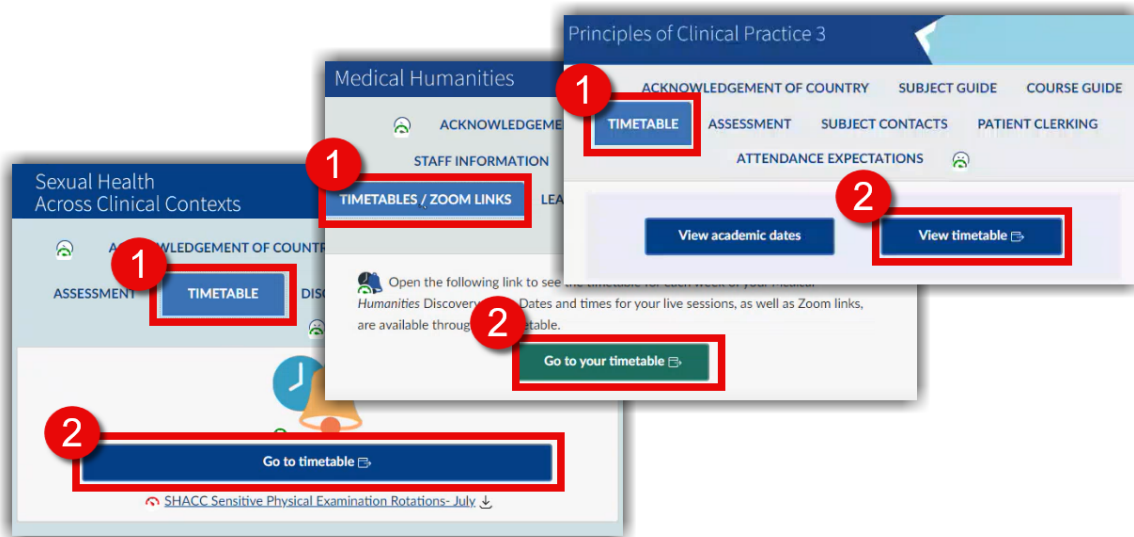 Principles of Clinical Practice 3
1
ACKNOWLEDGEMENT OF COUNTRY SUBJECT GUIDE COURSE GUIDE
TIMETABLE ASSESSMENT SUBJECT CONTACTS PATIENT CLERKING
ATTENDANCE EXPECTATIONS
2
View academic dates View timetable
Medical Humanities
ACKNOWLEDGEME
1
STAFF INFORMATION
TIMETABLES / ZOOM LINKS LEA
Open the following link to see the timetable for each week of your Medical
Humanities Discovery Dates and times for your live sessions, as well as Zoom links,
are available through etable.
2
Go to your timetable
Sexual Health
Across Clinical Contexts
WLEDGEMENT OF COUNTR
1
ASSESSMENT TIMETABLE DISC
2
Go to timetable
SHACC Sensitive Physical Examination Rotations- July